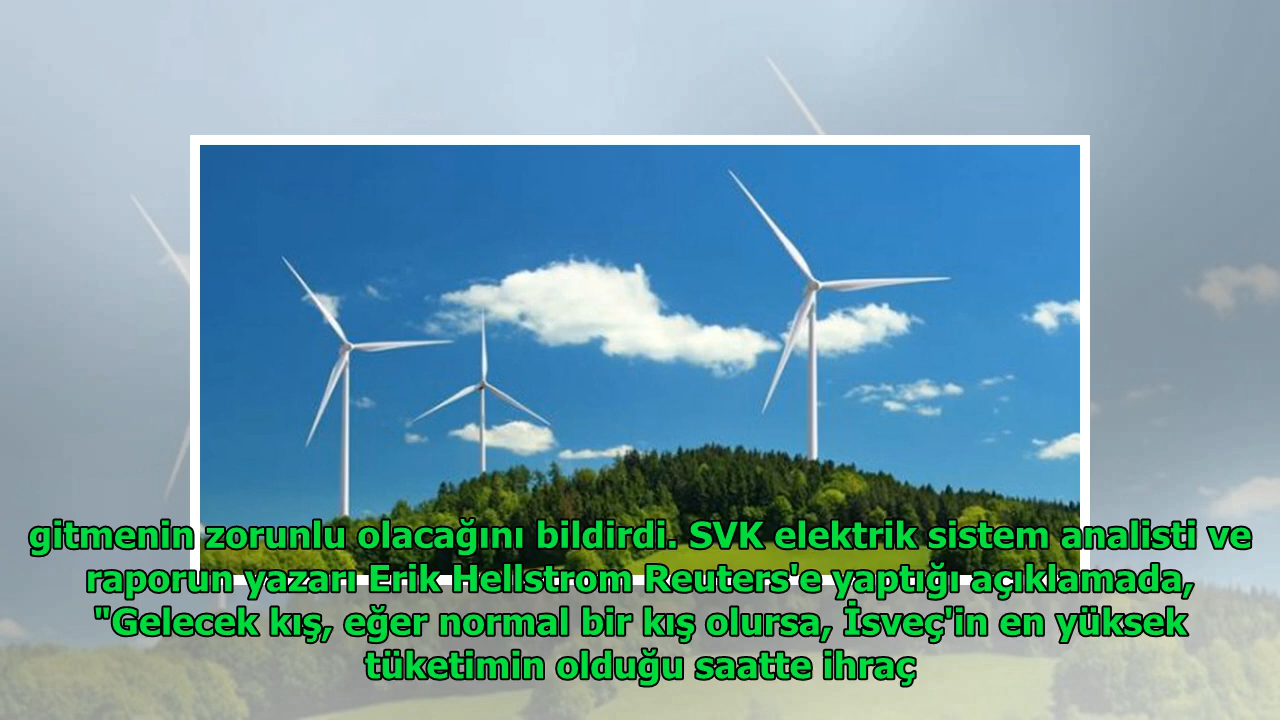 gitmenin zorunlu olacağını bildirdi. SVK elektrik sistem analisti ve
raporun yazarı Erik Hellstrom Reuters'e yaptığı açıklamada,
"Gelecek kış, eğer normal bir kış olursa, İsveç'in en yüksek
tüketimin olduğu saatte ihraç